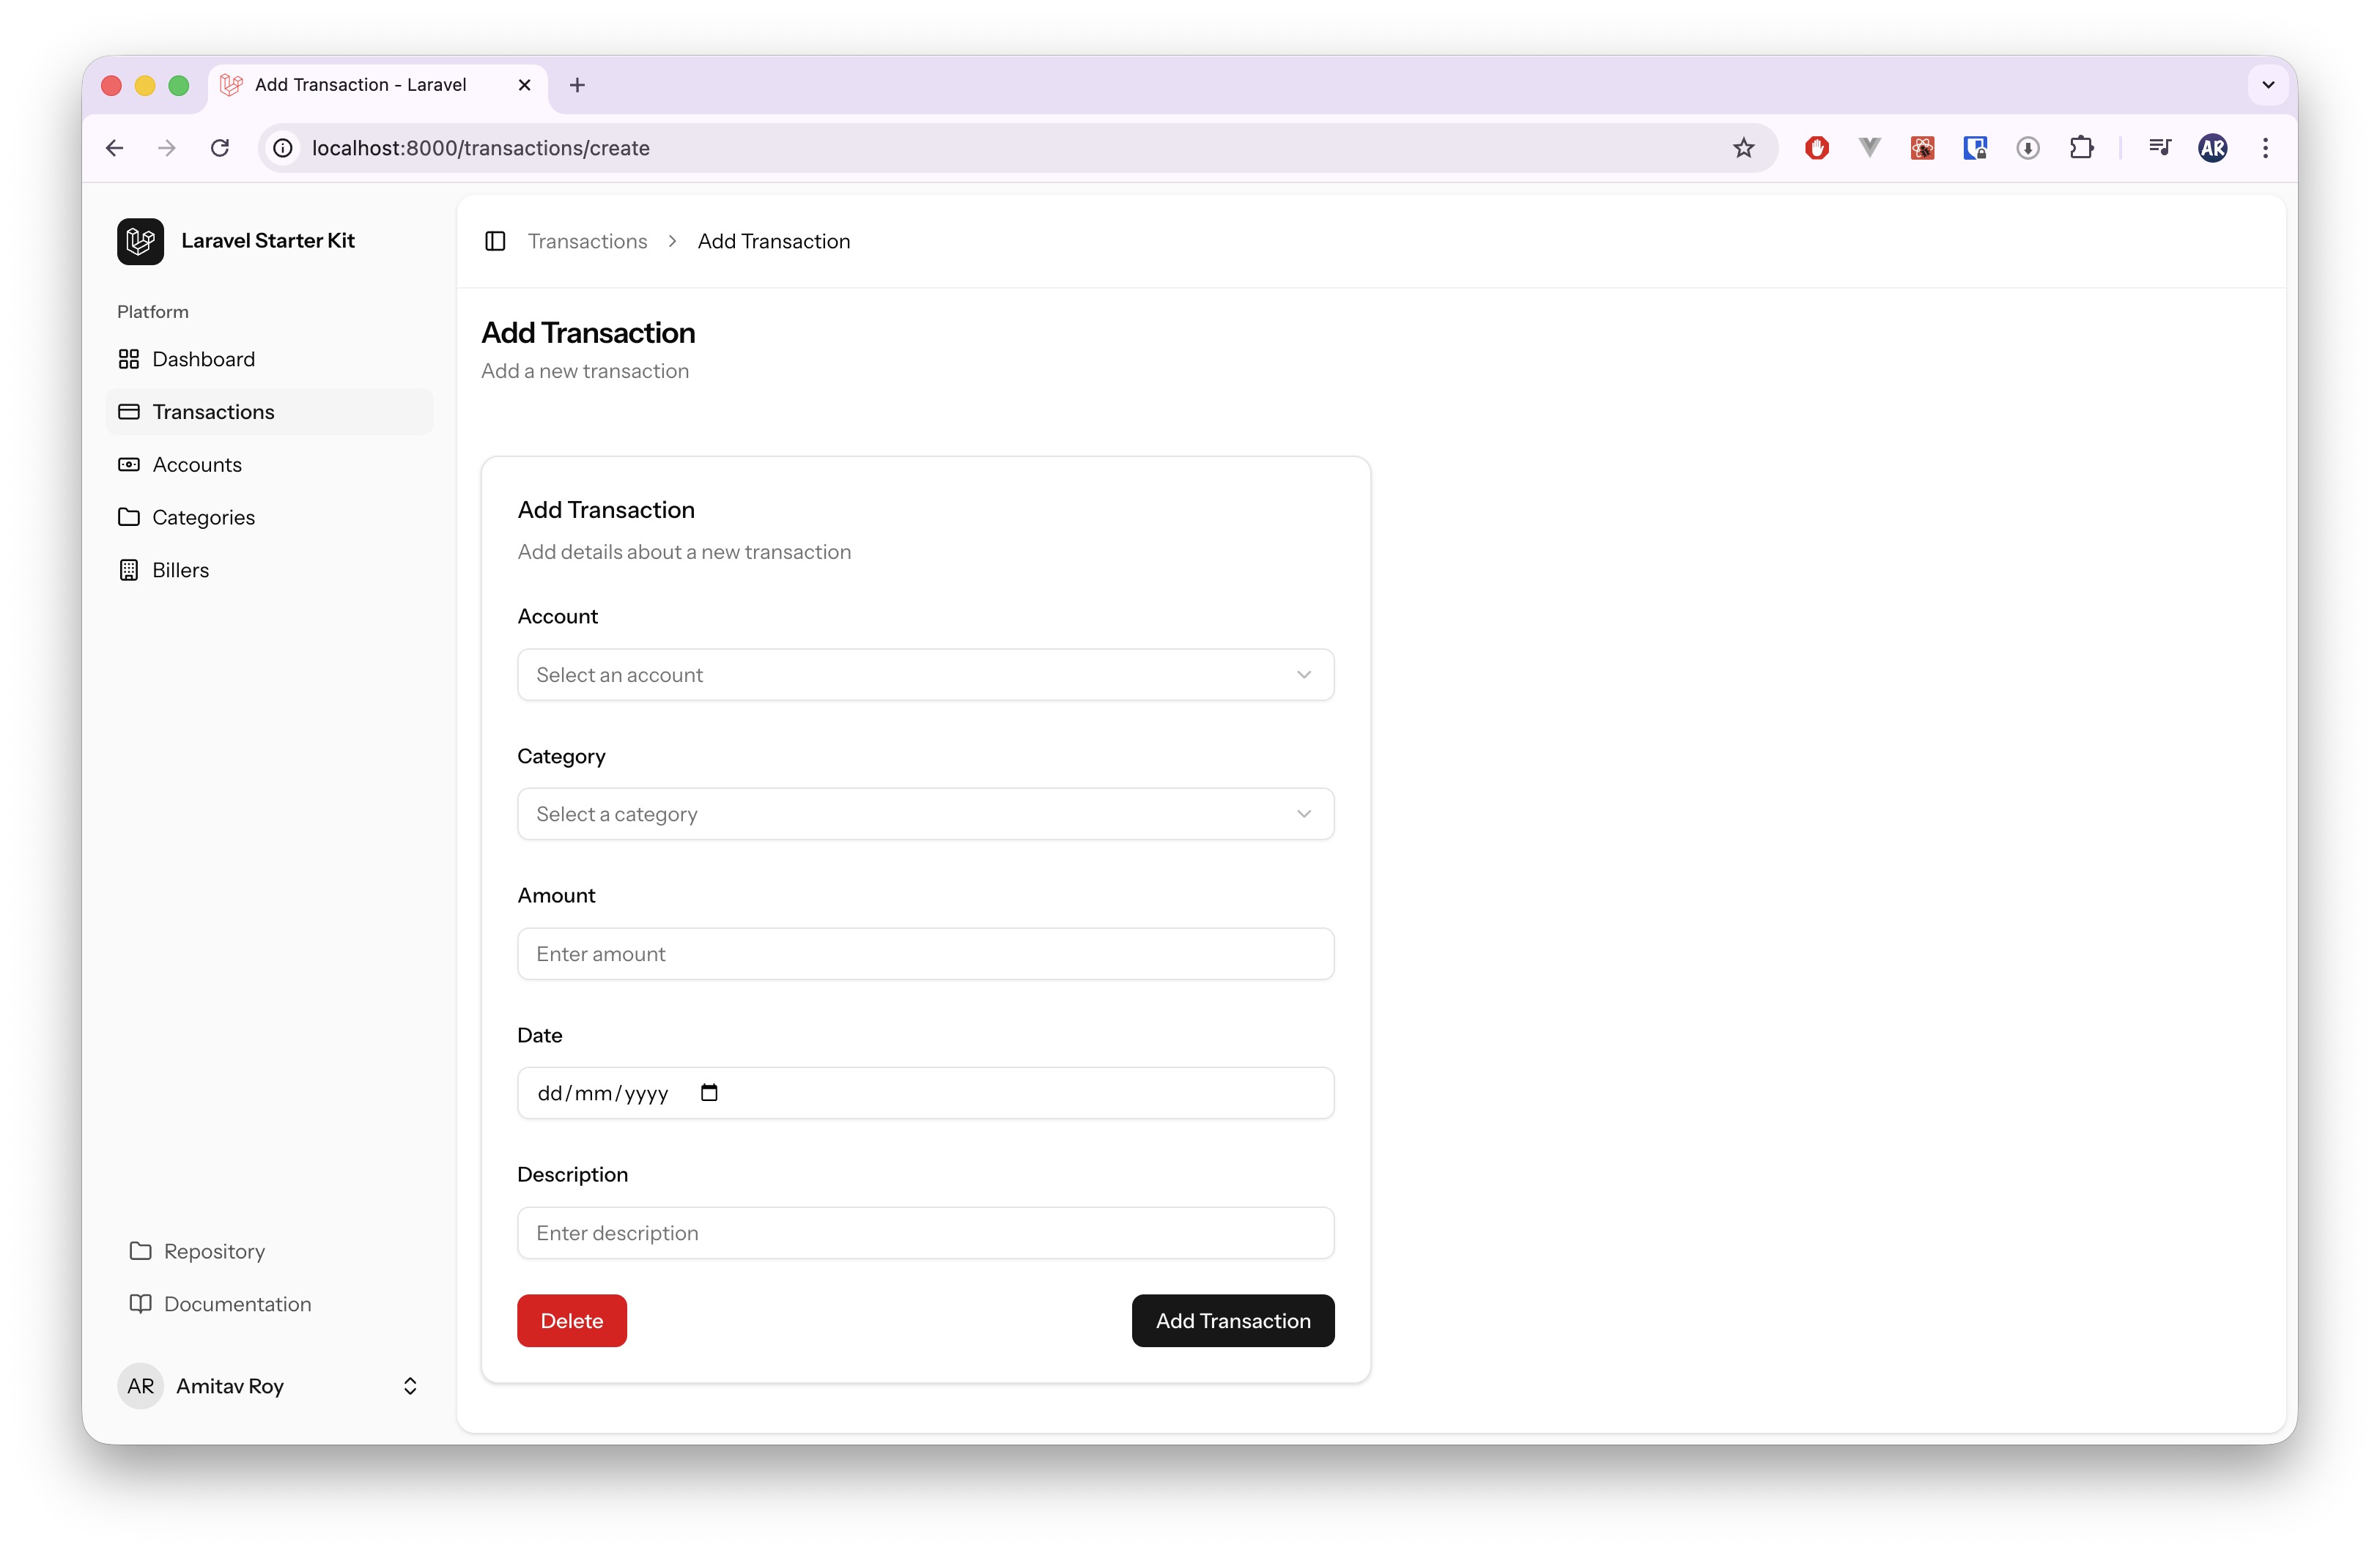 Add Transaction - Laravel
localhost:8000/transactions/create
AR
Laravel Starter Kit
Platform
Dashboard
Transactions
Accounts
Categories
Billers
Repository
Documentation
AR Amitav Roy
Transactions Add Transaction
Add Transaction
Add a new transaction
Add Transaction
Add details about a new transaction
Account
Select an account
Category
Select a category
Amount
Enter amount
Date
dd/mm/yyyy
Description
Enter description
Delete Add Transaction